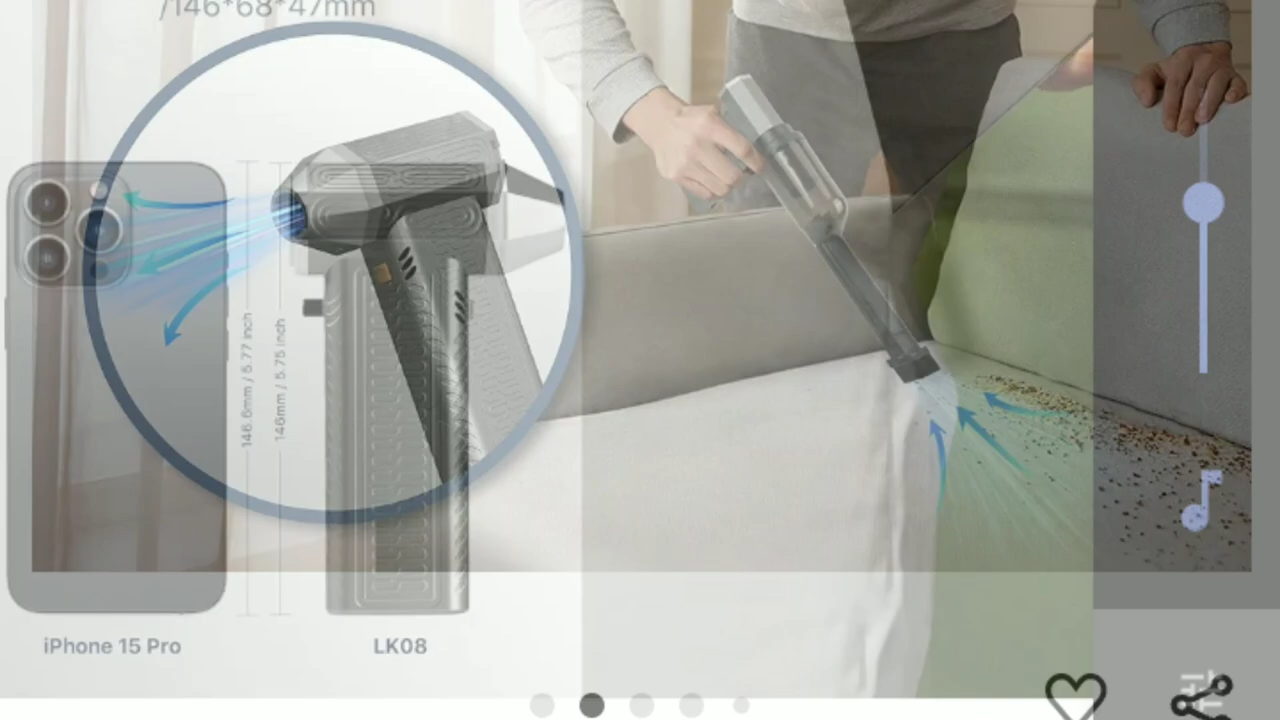 /146*68*47mm
146.6mm / 5.77 inch
146mm / 5.75 inch
iPhone 15 Pro
LK08